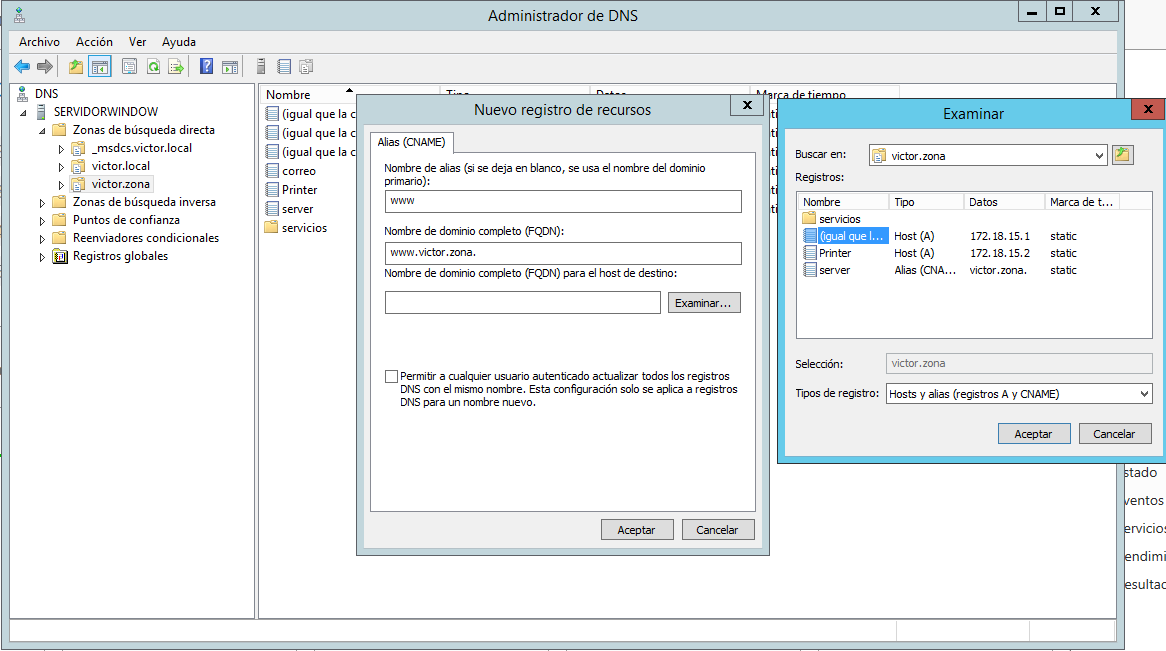 Administrador de DNS
Archivo Acción Ver Ayuda
DNS
SERVIDORWINDOW
Zonas de búsqueda directa
_msdcs.victor.local
victor.local
victor.zona
Zonas de búsqueda inversa
Puntos de confianza
Reenviadores condicionales
Registros globales
Nombre Tipo Datos Marca de tiempo
(igual que la c
(igual que la c
(igual que la c
correo
Printer
server
servicios
Nuevo registro de recursos
Alias (CNAME)
Nombre de alias (si se deja en blanco, se usa el nombre del dominio
primario):
www
Nombre de dominio completo (FQDN):
www.victor.zona.
Nombre de dominio completo (FQDN) para el host de destino:
Examinar...
Permitir a cualquier usuario autenticado actualizar todos los registros
DNS con el mismo nombre. Esta configuración solo se aplica a registros
DNS para un nombre nuevo.
Aceptar Cancelar
Examinar
Buscar en: victor.zona
Registros:
Nombre Tipo Datos Marca de t...
servicios
(igual que l... Host (A) 172.18.15.1 static
Printer Host (A) 172.18.15.2 static
server Alias (CNA... victor.zona. static
Selección: victor.zona
Tipos de registro: Hosts y alias (registros A y CNAME)
Aceptar Cancelar
stado
ventos
ervicios
endimi
esultad